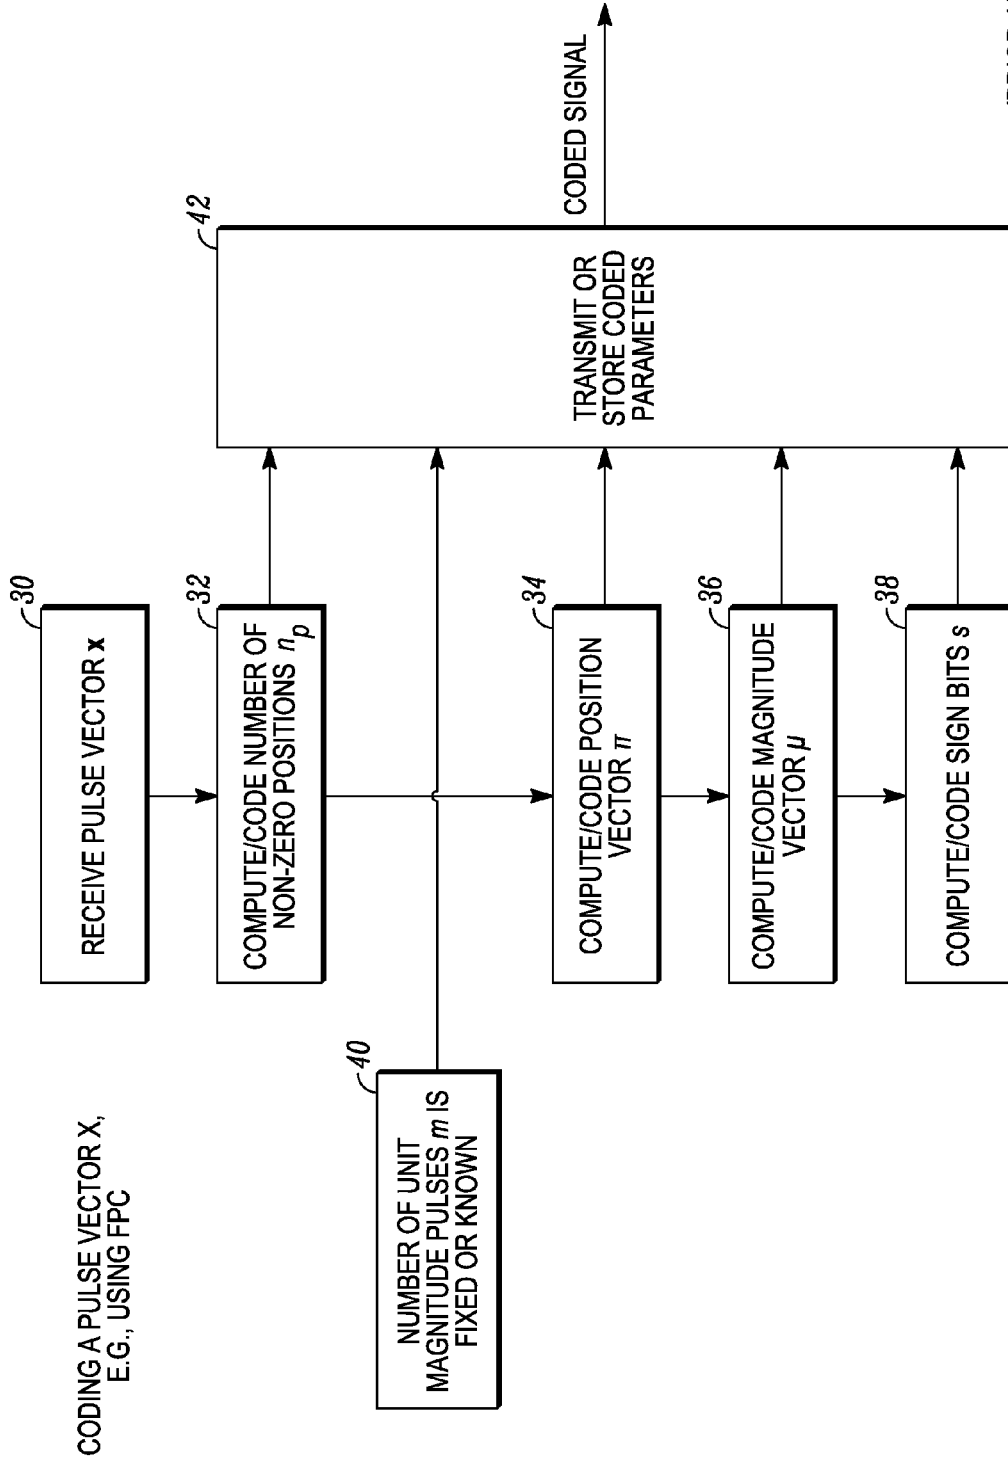 CODING A PULSE VECTOR X,
E.G., USING FPC
30
RECEIVE PULSE VECTOR x
32
COMPUTE/CODE NUMBER OF
NON-ZERO POSITIONS n_p
40
NUMBER OF UNIT
MAGNITUDE PULSES m IS
FIXED OR KNOWN
34
COMPUTE/CODE POSITION
VECTOR π
36
COMPUTE/CODE MAGNITUDE
VECTOR μ
38
COMPUTE/CODE SIGN BITS s
42
TRANSMIT OR
STORE CODED
PARAMETERS
CODED SIGNAL